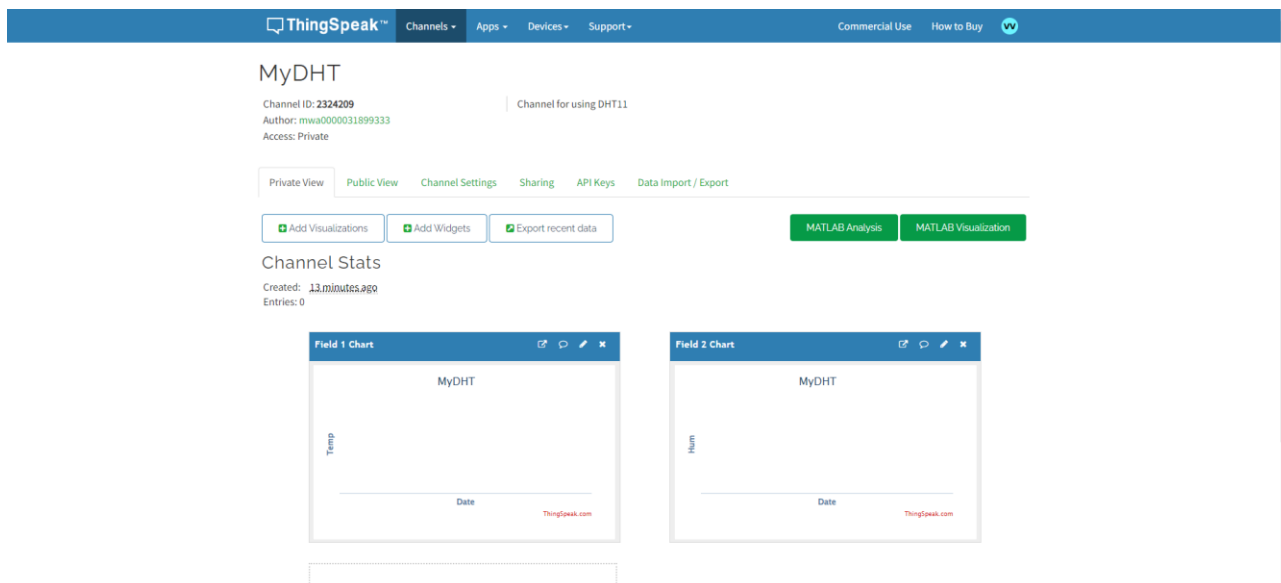 ThingSpeak™ Channels Apps Devices Support Commercial Use How to Buy
MyDHT
Channel ID: 2324209
Author: mwa0000031899333
Access: Private
Channel for using DHT11
Private View Public View Channel Settings Sharing API Keys Data Import / Export
Add Visualizations Add Widgets Export recent data MATLAB Analysis MATLAB Visualization
Channel Stats
Created: 13 minutes ago
Entries: 0
Field 1 Chart
MyDHT
Temp
Date
ThingSpeak.com
Field 2 Chart
MyDHT
Hum
Date
ThingSpeak.com